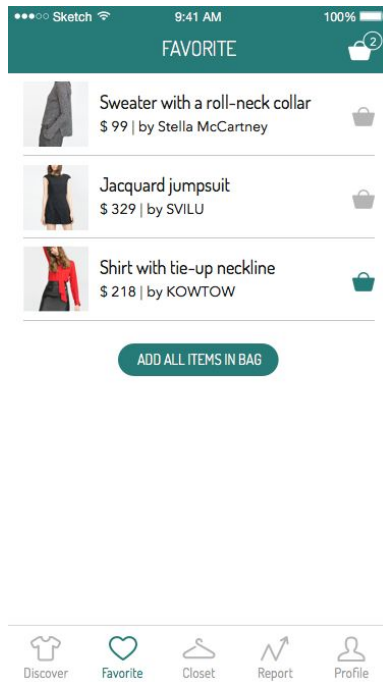 Sketch 9:41 AM 100%
FAVORITE 2
Sweater with a roll-neck collar
$ 99 | by Stella McCartney
Jacquard jumpsuit
$ 329 | by SVILU
Shirt with tie-up neckline
$ 218 | by KOWTOW
ADD ALL ITEMS IN BAG
Discover Favorite Closet Report Profile